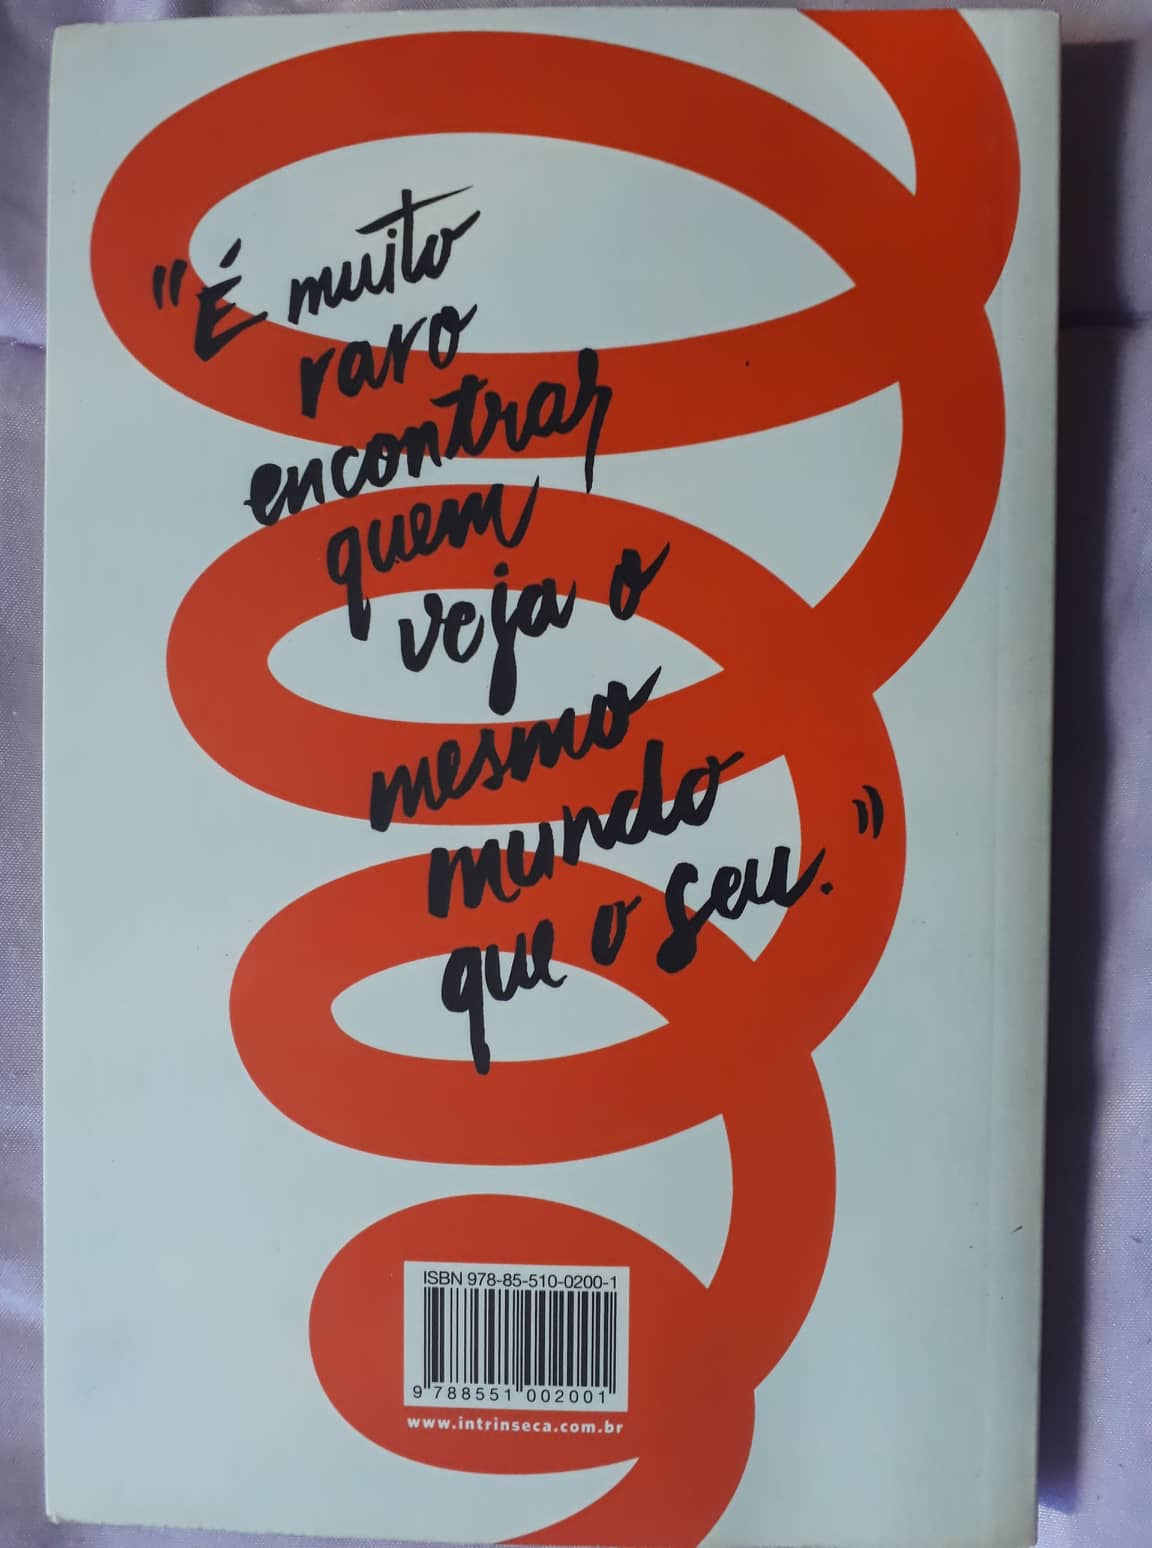 "É muito
raro
encontrar
quem
veja o
mesmo
mundo
que o seu."
ISBN 978-85-510-0200-1
9 788551 002001
www.intrinseca.com.br